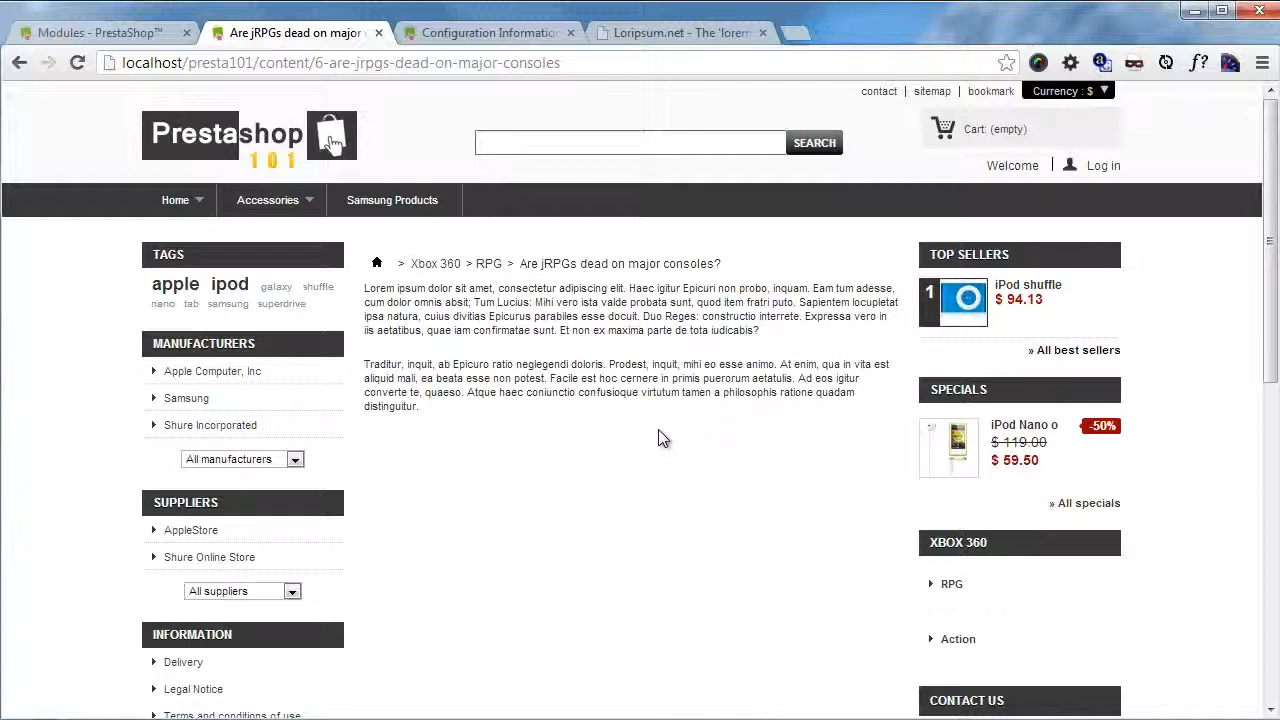 Modules | PrestaShop™
Are jRPGs dead on major
Configuration Informatio
Loripsum.net - The 'lorem
localhost/presta101/content/6-are-jrpgs-dead-on-major-consoles
contact
sitemap
bookmark
Currency : $
Prestashop
101
SEARCH
Cart: (empty)
Welcome
Log in
Home
Accessories
Samsung Products
TAGS
apple ipod galaxy shuffle
nano tab samsung superdrive
MANUFACTURERS
Apple Computer, Inc
Samsung
Shure Incorporated
All manufacturers
SUPPLIERS
AppleStore
Shure Online Store
All suppliers
INFORMATION
Delivery
Legal Notice
Terms and conditions of use
> Xbox 360 > RPG > Are jRPGs dead on major consoles?
Lorem ipsum dolor sit amet, consectetur adipiscing elit. Haec igitur Epicuri non probo, inquam. Eam tum adesse,
cum dolor omnis absit; Tum Lucius: Mihi vero ista valde probata sunt, quod item fratri puto. Sapientem locupletat
ipsa natura, cuius divitias Epicurus parabiles esse docuit. Duo Reges: constructio interrete. Expressa vero in
iis aetatibus, quae iam confirmatae sunt. Et non ex maxima parte de tota iudicabis?
Traditur, inquit, ab Epicuro ratio neglegendi doloris. Prodest, inquit, mihi eo esse animo. At enim, qua in vita est
aliquid mali, ea beata esse non potest. Facile est hoc cernere in primis puerorum aetatulis. Ad eos igitur
converte te, quaeso. Atque haec coniunctio confusioque virtutum tamen a philosophis ratione quadam
distinguitur.
TOP SELLERS
1
iPod shuffle
$ 94.13
» All best sellers
SPECIALS
iPod Nano o
-50%
$ 119.00
$ 59.50
» All specials
XBOX 360
RPG
Action
CONTACT US